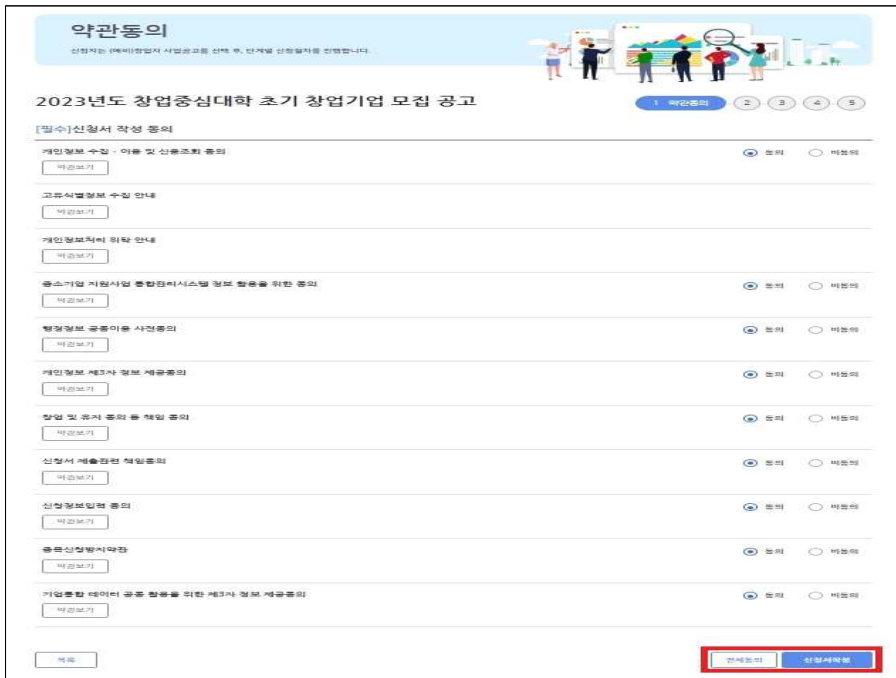 약관동의
신청자는 (예비)창업자 사업공고를 선택 후, 단계별 신청절차를 진행합니다.
2023년도 창업중심대학 초기 창업기업 모집 공고
1 약관동의 2 3 4 5
[필수]신청서 작성 동의
개인정보 수집 · 이용 및 신용조회 동의
동의 비동의
약관보기
고유식별정보 수집 안내
약관보기
개인정보처리 위탁 안내
약관보기
중소기업 지원사업 통합관리시스템 정보 활용을 위한 동의
동의 비동의
약관보기
행정정보 공동이용 사전동의
동의 비동의
약관보기
개인정보 제3자 정보 제공동의
동의 비동의
약관보기
창업 및 유지 동의 등 책임 동의
동의 비동의
약관보기
신청서 제출관련 책임동의
동의 비동의
약관보기
신청정보입력 동의
동의 비동의
약관보기
중복신청방지약관
동의 비동의
약관보기
기업통합 데이터 공동 활용을 위한 제3자 정보 제공동의
동의 비동의
약관보기
목록
전체동의 신청서작성